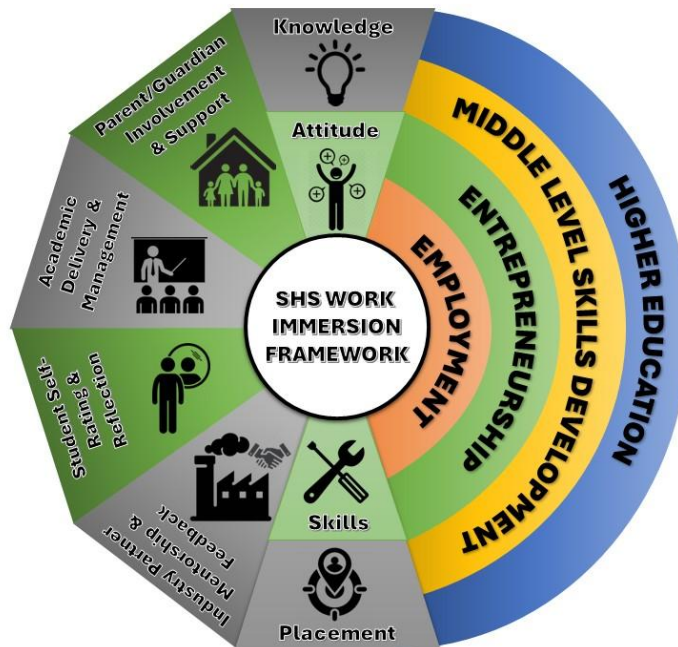 Knowledge
Attitude
Parent/Guardian
Involvement
& Support
Academic
Delivery &
Management
Student Self-
Rating &
Reflection
Industry Partner
Mentorship &
Feedback
SHS WORK
IMMERSION
FRAMEWORK
Skills
Placement
EMPLOYMENT
ENTREPRENEURSHIP
MIDDLE LEVEL SKILLS DEVELOPMENT
HIGHER EDUCATION